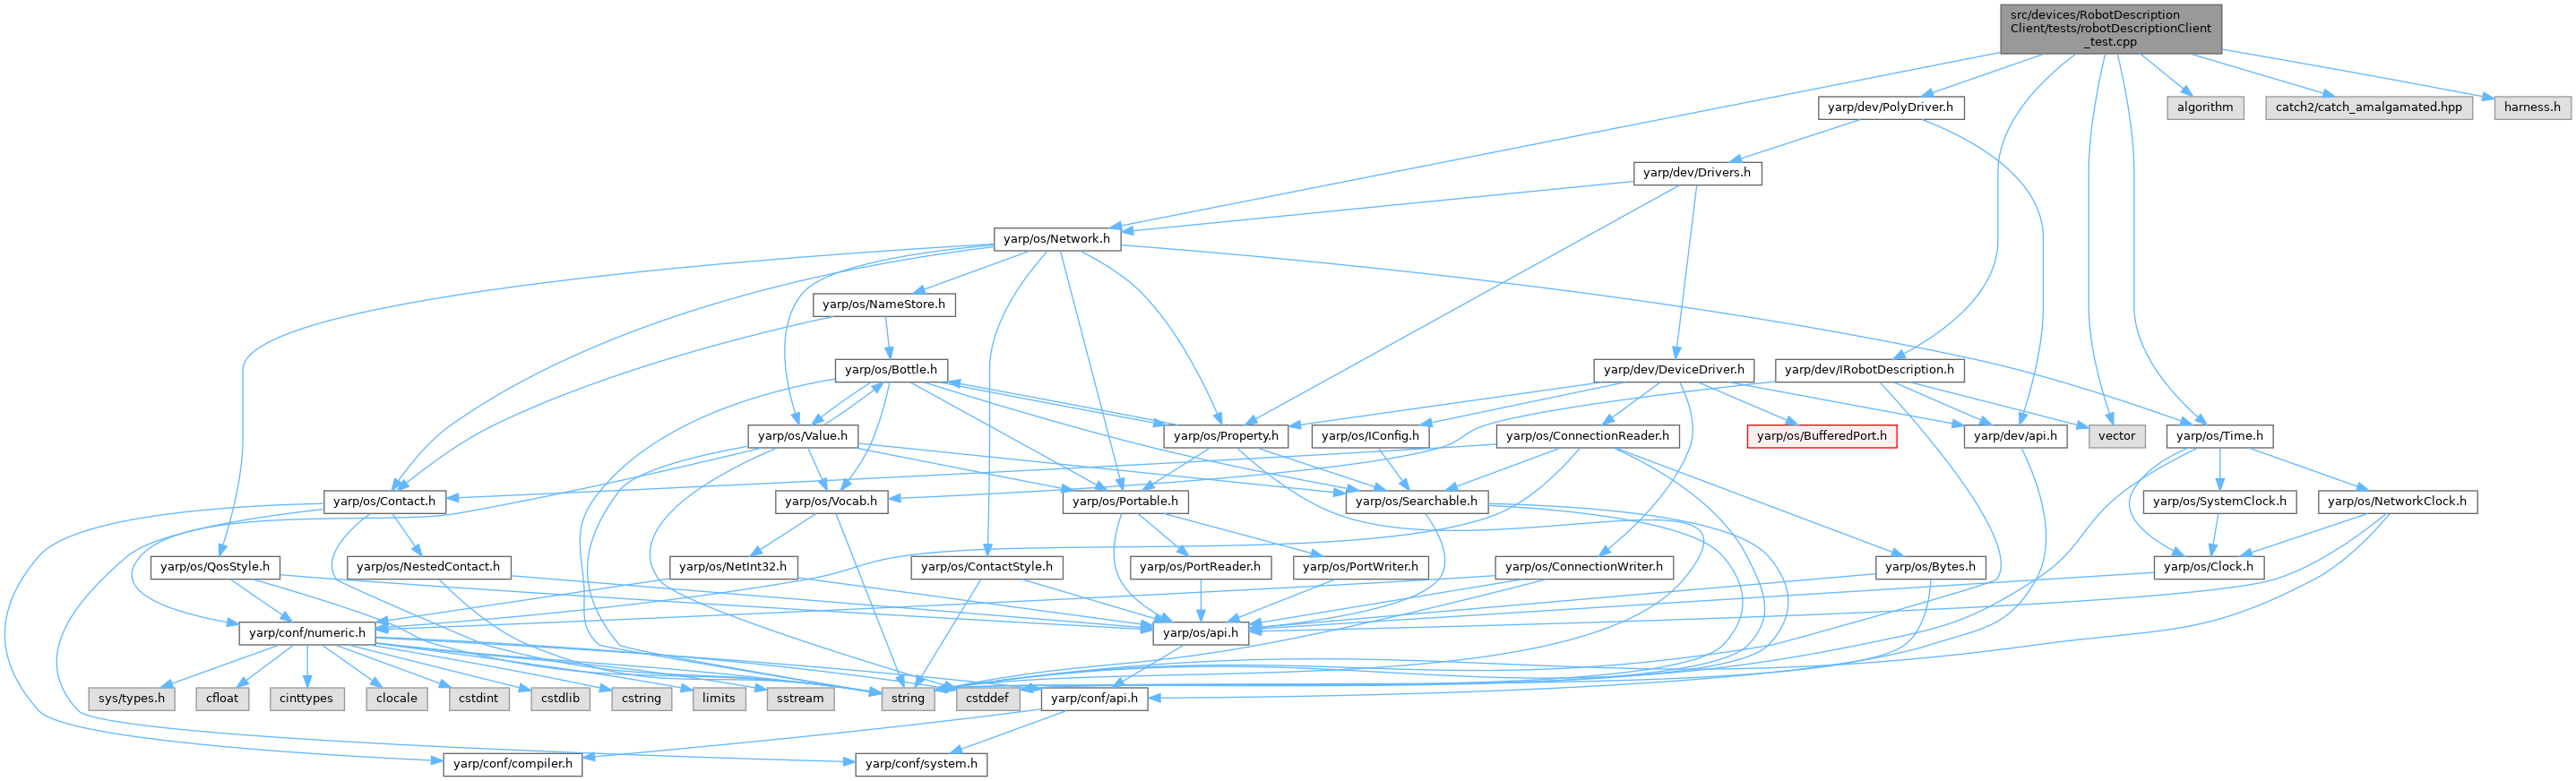 src/devices/RobotDescription
Client/tests/robotDescriptionClient
_test.cpp
yarp/dev/PolyDriver.h
algorithm
catch2/catch_amalgamated.hpp
harness.h
yarp/dev/Drivers.h
yarp/os/Network.h
yarp/os/NameStore.h
yarp/os/Bottle.h
yarp/dev/DeviceDriver.h
yarp/dev/IRobotDescription.h
yarp/os/Value.h
yarp/os/Property.h
yarp/os/IConfig.h
yarp/os/ConnectionReader.h
yarp/os/BufferedPort.h
yarp/dev/api.h
vector
yarp/os/Time.h
yarp/os/Contact.h
yarp/os/Vocab.h
yarp/os/Portable.h
yarp/os/Searchable.h
yarp/os/SystemClock.h
yarp/os/NetworkClock.h
yarp/os/QosStyle.h
yarp/os/NestedContact.h
yarp/os/NetInt32.h
yarp/os/ContactStyle.h
yarp/os/PortReader.h
yarp/os/PortWriter.h
yarp/os/ConnectionWriter.h
yarp/os/Bytes.h
yarp/os/Clock.h
yarp/conf/numeric.h
yarp/os/api.h
sys/types.h
cfloat
cinttypes
clocale
cstdint
cstdlib
cstring
limits
sstream
string
cstddef
yarp/conf/api.h
yarp/conf/compiler.h
yarp/conf/system.h